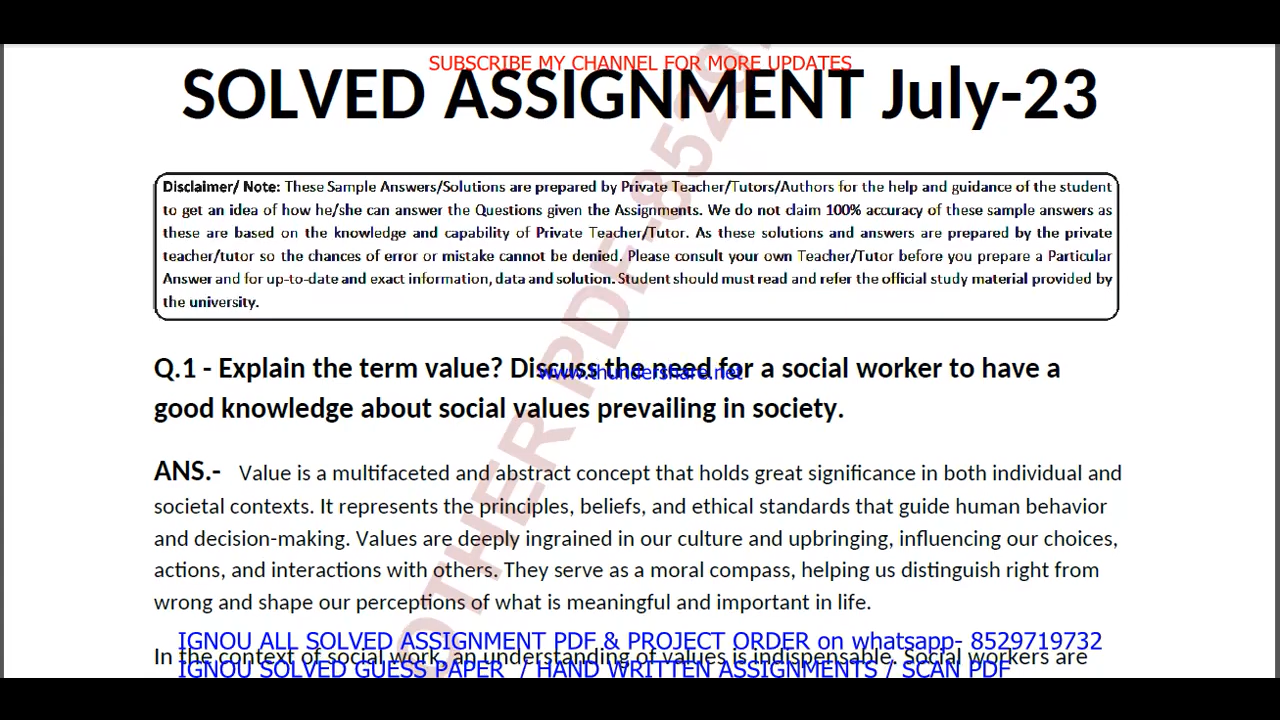 SUBSCRIBE MY CHANNEL FOR MORE UPDATES
SOLVED ASSIGNMENT July-23
Disclaimer/ Note: These Sample Answers/Solutions are prepared by Private Teacher/Tutors/Authors for the help and guidance of the student
to get an idea of how he/she can answer the Questions given the Assignments. We do not claim 100% accuracy of these sample answers as
these are based on the knowledge and capability of Private Teacher/Tutor. As these solutions and answers are prepared by the private
teacher/tutor so the chances of error or mistake cannot be denied. Please consult your own Teacher/Tutor before you prepare a Particular
Answer and for up-to-date and exact information, data and solution. Student should must read and refer the official study material provided by
the university.
Q.1 - Explain the term value? Discuss the need for a social worker to have a
www.thundershare.net
good knowledge about social values prevailing in society.
ANS.- Value is a multifaceted and abstract concept that holds great significance in both individual and
societal contexts. It represents the principles, beliefs, and ethical standards that guide human behavior
and decision-making. Values are deeply ingrained in our culture and upbringing, influencing our choices,
actions, and interactions with others. They serve as a moral compass, helping us distinguish right from
wrong and shape our perceptions of what is meaningful and important in life.
IGNOU ALL SOLVED ASSIGNMENT PDF & PROJECT ORDER on whatsapp- 8529719732
In the context of social work, an understanding of values is indispensable. Social workers are
IGNOU SOLVED GUESS PAPER / HAND WRITTEN ASSIGNMENTS / SCAN PDF
OTHER PDF-8529